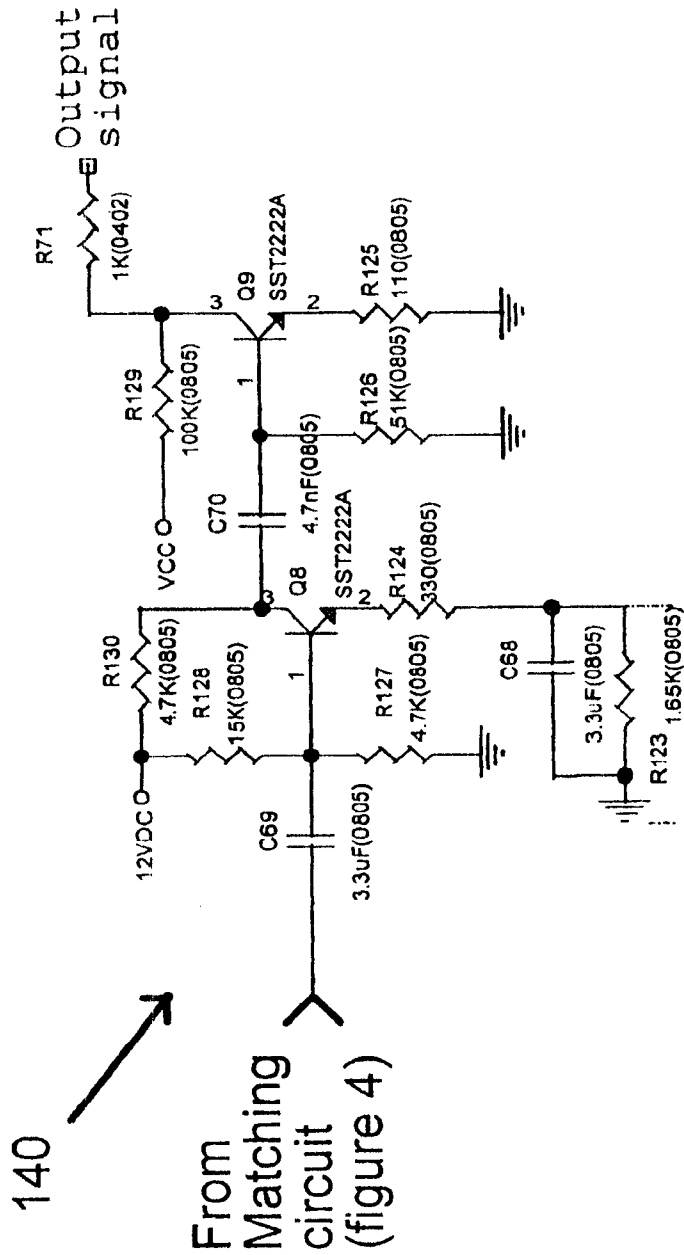 140
From
Matching
circuit
(figure 4)
12VDC
R130
4.7K(0805)
R128
15K(0805)
C69
3.3uF(0805)
1
R127
4.7K(0805)
3
Q8
SST2222A
2
R124
330(0805)
C68
3.3uF(0805)
R123
1.65K(0805)
C70
4.7nF(0805)
VCC
R129
100K(0805)
R71
1K(0402)
Output
signal
3
Q9
SST2222A
1
2
R126
51K(0805)
R125
110(0805)